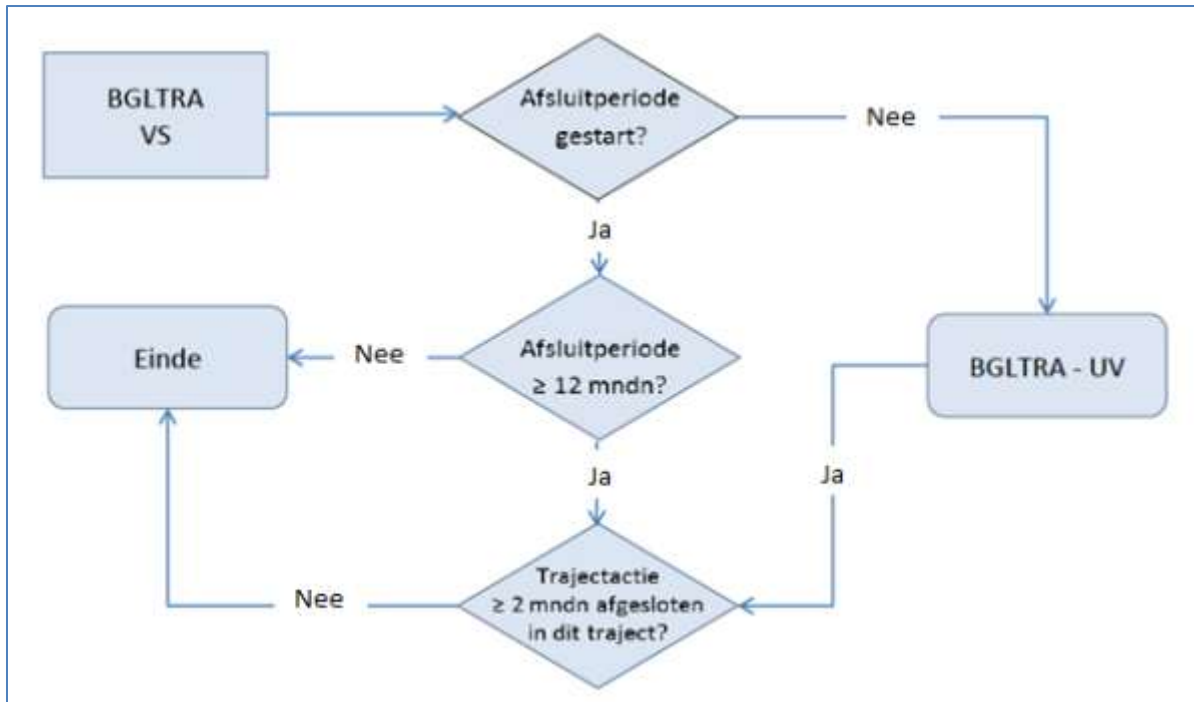 BGLTRA
VS
Afsluitperiode
gestart?
Nee
Ja
Einde
Nee
Afsluitperiode
≥ 12 mndn?
BGLTRA - UV
Ja
Ja
Nee
Trajectactie
≥ 2 mndn afgesloten
in dit traject?